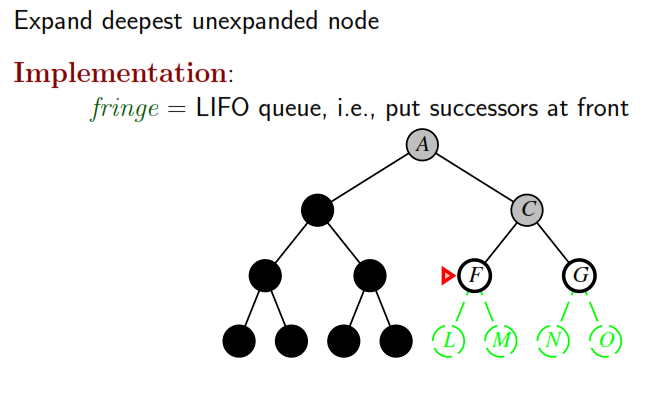 Expand deepest unexpanded node
Implementation:
fringe = LIFO queue, i.e., put successors at front
A
C
F G
L M N O